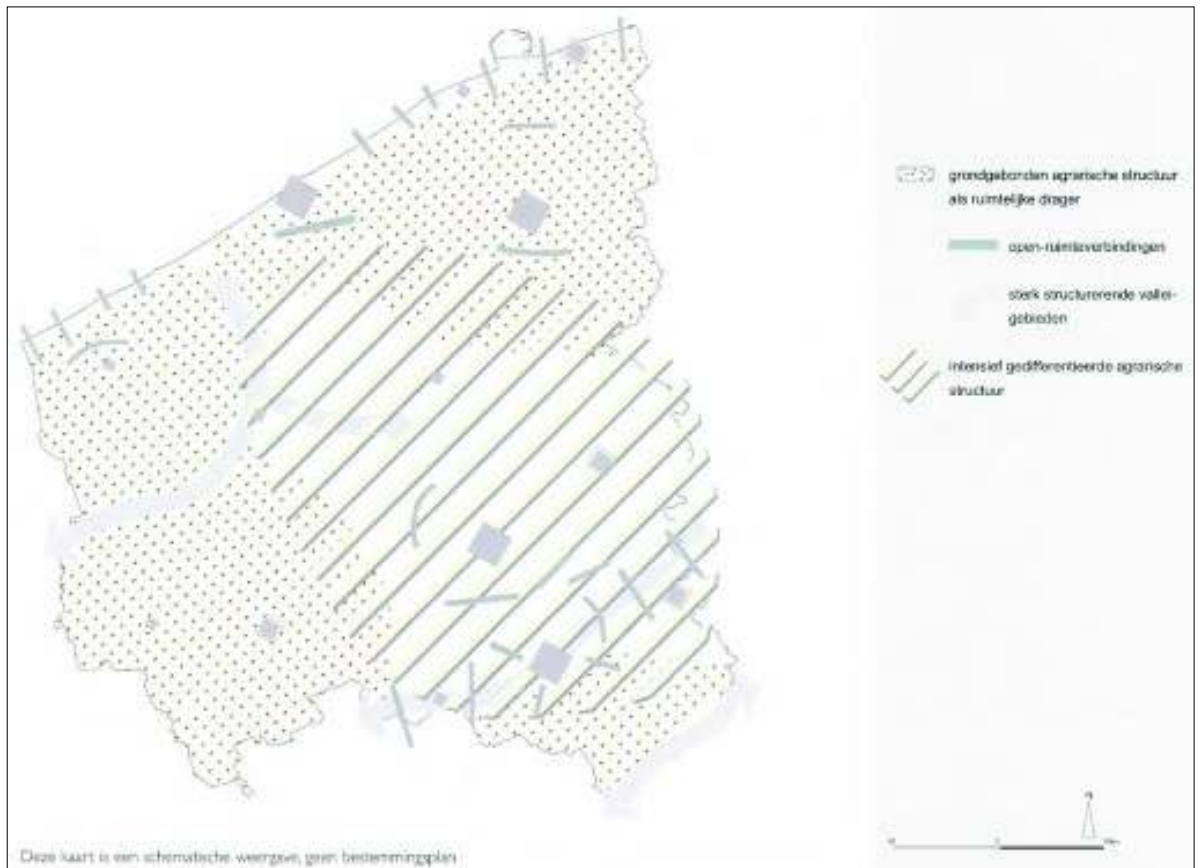 grondgebonden agrarische structuur
als ruimtelijke drager
open-ruimteverbindingen
sterk structurerende vallei-
gebieden
intensief gedifferentieerde agrarische
structuur
Deze kaart is een schematische weergave, geen bestemmingsplan